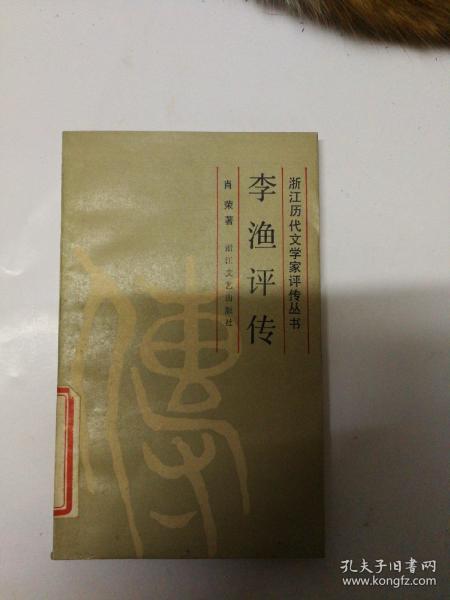 浙江历代文学家评传丛书
李渔评传
肖荣著 浙江文艺出版社
傳
孔夫子旧书网
www.kongfz.com